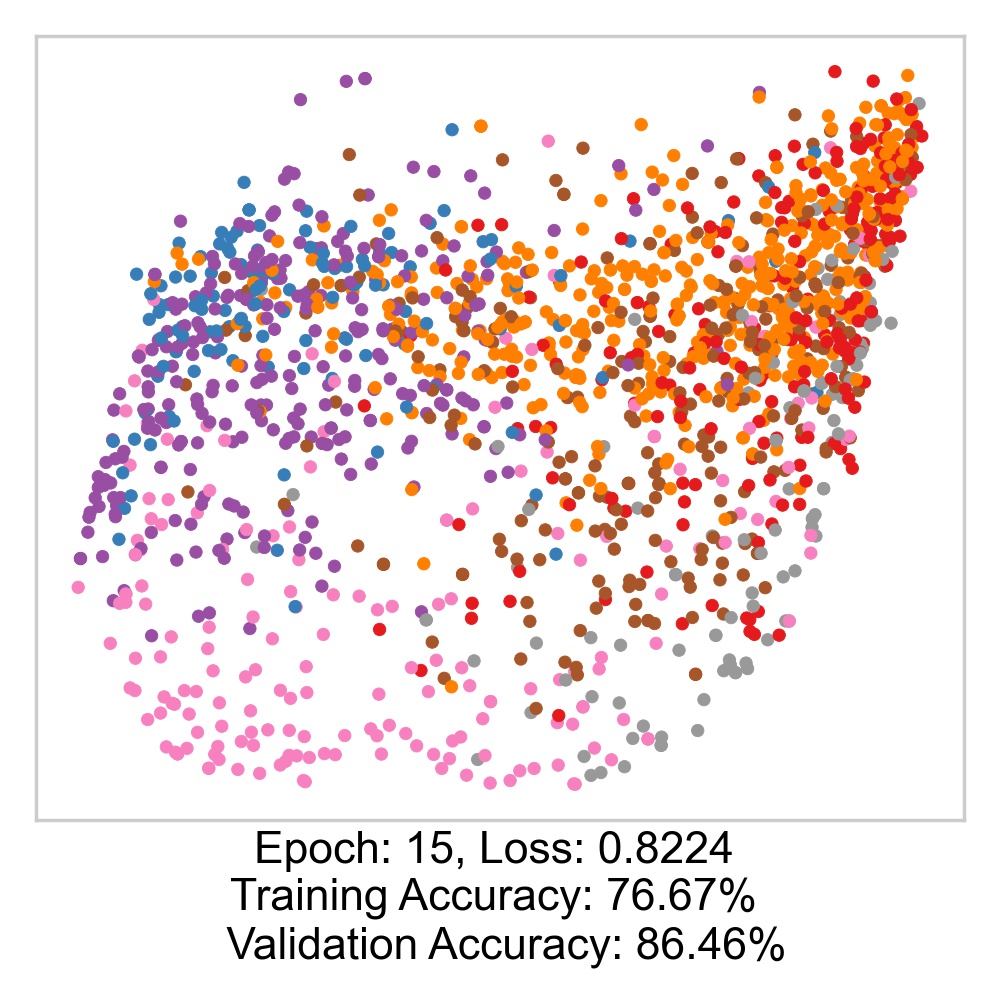 Epoch: 15, Loss: 0.8224
Training Accuracy: 76.67%
Validation Accuracy: 86.46%